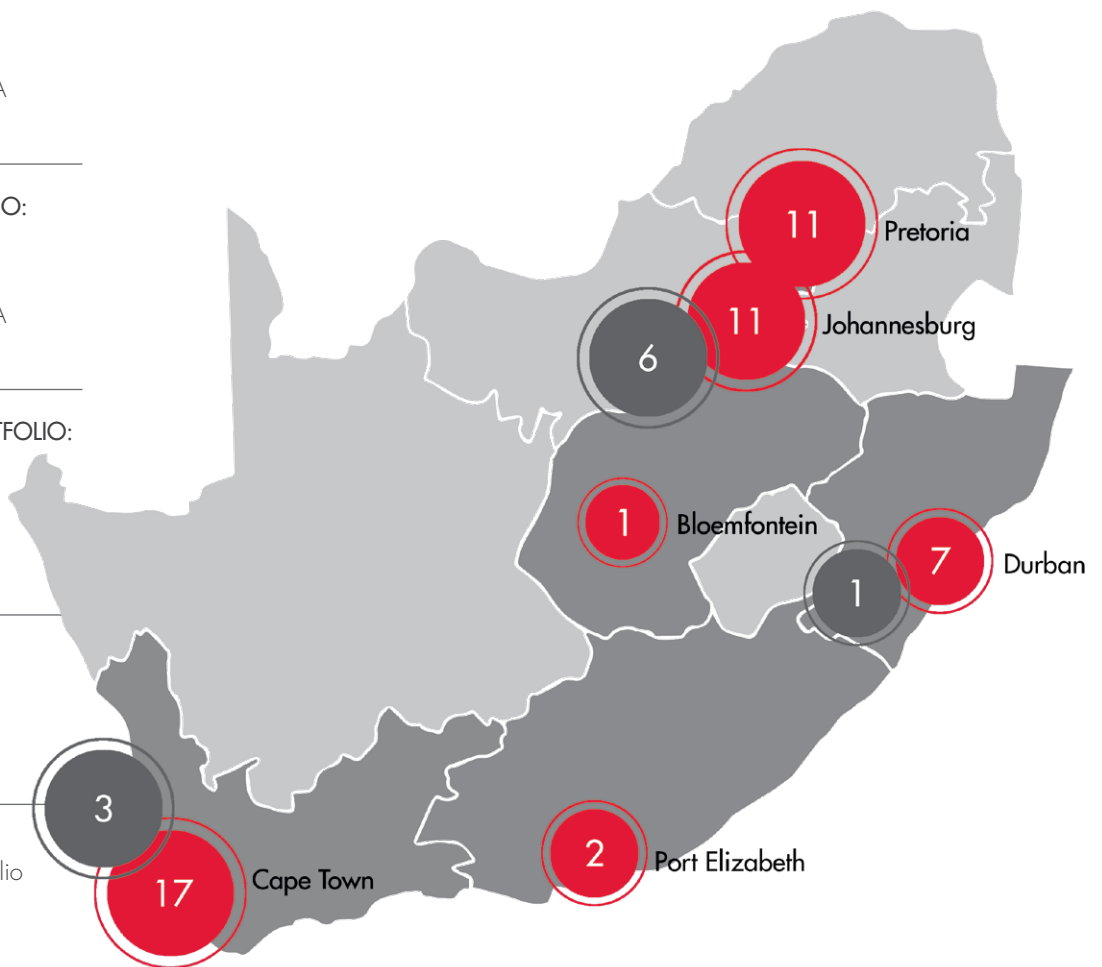 A
O:
A
TFOLIO:
lio
11
Pretoria
11
Johannesburg
6
1
Bloemfontein
7
Durban
1
3
17
Cape Town
2
Port Elizabeth